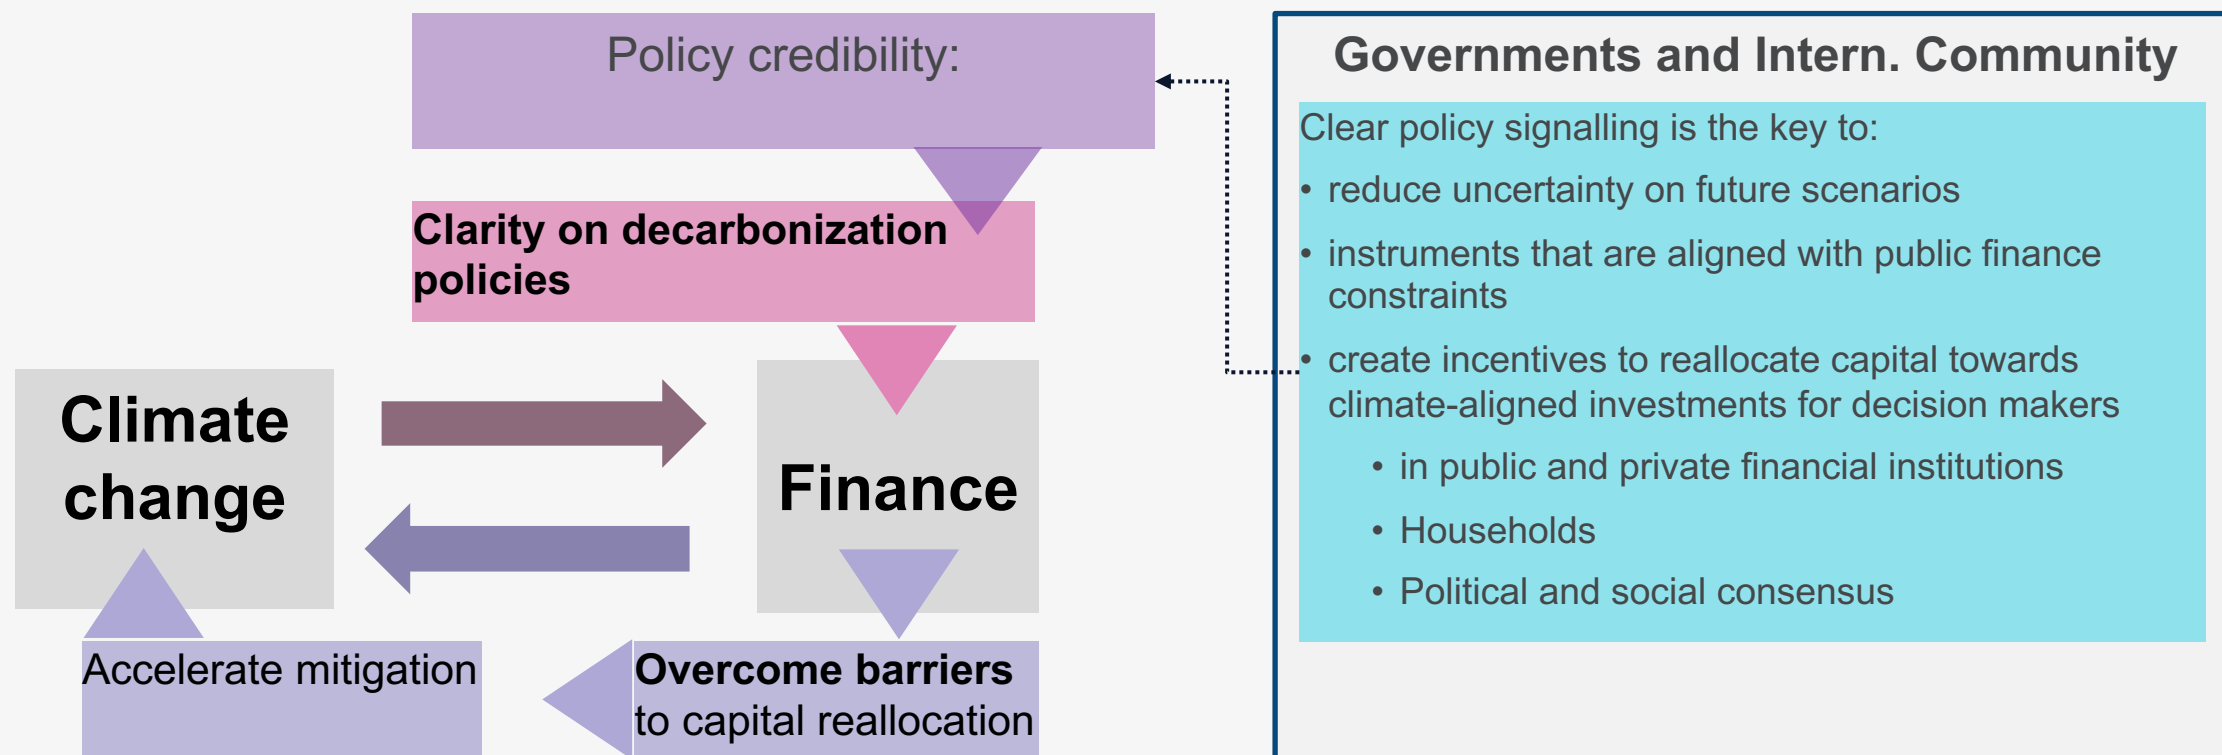 Policy credibility:
Clarity on decarbonization
policies
Climate
change
Finance
Accelerate mitigation
Overcome barriers
to capital reallocation
Governments and Intern. Community
Clear policy signalling is the key to:
• reduce uncertainty on future scenarios
• instruments that are aligned with public finance
constraints
• create incentives to reallocate capital towards
climate-aligned investments for decision makers
• in public and private financial institutions
• Households
• Political and social consensus